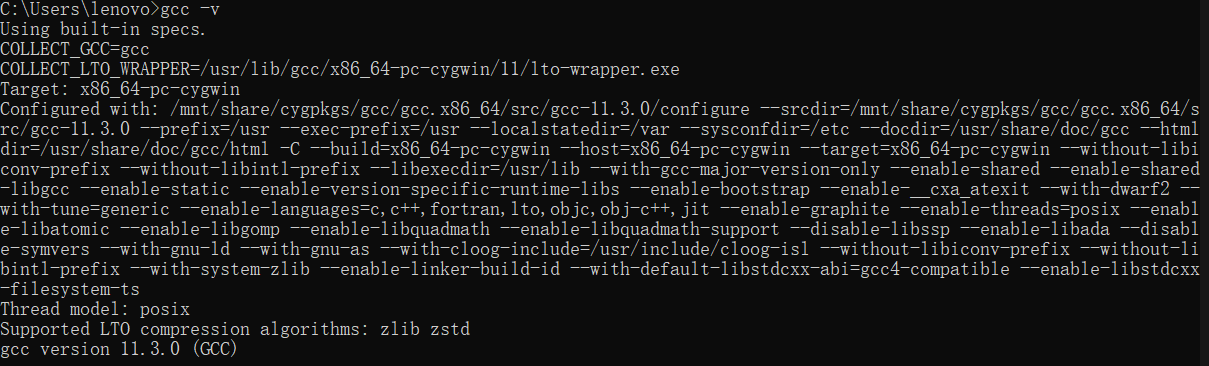 C:\Users\lenovo>gcc -v
Using built-in specs.
COLLECT_GCC=gcc
COLLECT_LTO_WRAPPER=/usr/lib/gcc/x86_64-pc-cygwin/11/lto-wrapper.exe
Target: x86_64-pc-cygwin
Configured with: /mnt/share/cygpkgs/gcc/gcc.x86_64/src/gcc-11.3.0/configure --srcdir=/mnt/share/cygpkgs/gcc/gcc.x86_64/s
rc/gcc-11.3.0 --prefix=/usr --exec-prefix=/usr --localstatedir=/var --sysconfdir=/etc --docdir=/usr/share/doc/gcc --html
dir=/usr/share/doc/gcc/html -C --build=x86_64-pc-cygwin --host=x86_64-pc-cygwin --target=x86_64-pc-cygwin --without-libi
conv-prefix --without-libintl-prefix --libexecdir=/usr/lib --with-gcc-major-version-only --enable-shared --enable-shared
-libgcc --enable-static --enable-version-specific-runtime-libs --enable-bootstrap --enable-__cxa_atexit --with-dwarf2 --
with-tune=generic --enable-languages=c,c++,fortran,lto,objc,obj-c++,jit --enable-graphite --enable-threads=posix --enabl
e-libatomic --enable-libgomp --enable-libquadmath --enable-libquadmath-support --disable-libssp --enable-libada --disabl
e-symvers --with-gnu-ld --with-gnu-as --with-cloog-include=/usr/include/cloog-isl --without-libiconv-prefix --without-li
bintl-prefix --with-system-zlib --enable-linker-build-id --with-default-libstdcxx-abi=gcc4-compatible --enable-libstdcxx
-filesystem-ts
Thread model: posix
Supported LTO compression algorithms: zlib zstd
gcc version 11.3.0 (GCC)